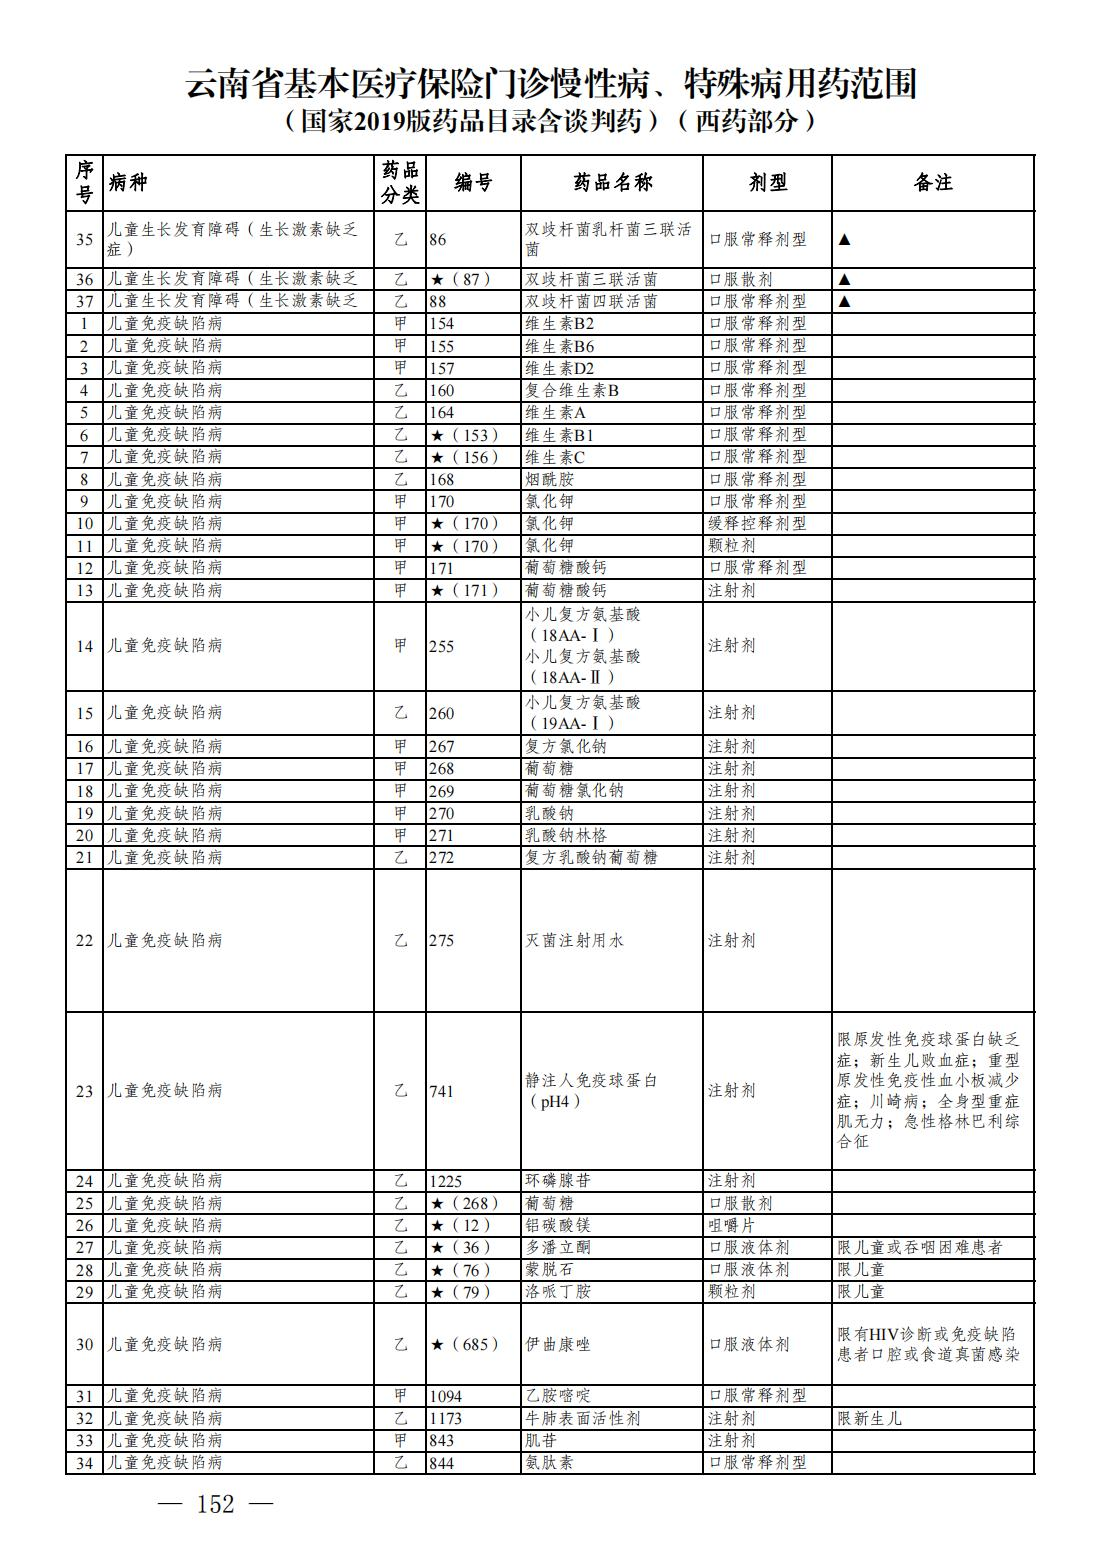 云南省基本医疗保险门诊慢性病、特殊病用药范围
（国家2019版药品目录含谈判药）（西药部分）
序号 病种 药品分类 编号 药品名称 剂型 备注
35 儿童生长发育障碍（生长激素缺乏症） 乙 86 双歧杆菌乳杆菌三联活菌 口服常释剂型 ▲
36 儿童生长发育障碍（生长激素缺乏 乙 ★（87） 双歧杆菌三联活菌 口服散剂 ▲
37 儿童生长发育障碍（生长激素缺乏 乙 88 双歧杆菌四联活菌 口服常释剂型 ▲
1 儿童免疫缺陷病 甲 154 维生素B2 口服常释剂型
2 儿童免疫缺陷病 甲 155 维生素B6 口服常释剂型
3 儿童免疫缺陷病 甲 157 维生素D2 口服常释剂型
4 儿童免疫缺陷病 乙 160 复合维生素B 口服常释剂型
5 儿童免疫缺陷病 乙 164 维生素A 口服常释剂型
6 儿童免疫缺陷病 乙 ★（153） 维生素B1 口服常释剂型
7 儿童免疫缺陷病 乙 ★（156） 维生素C 口服常释剂型
8 儿童免疫缺陷病 乙 168 烟酰胺 口服常释剂型
9 儿童免疫缺陷病 甲 170 氯化钾 口服常释剂型
10 儿童免疫缺陷病 甲 ★（170） 氯化钾 缓释控释剂型
11 儿童免疫缺陷病 甲 ★（170） 氯化钾 颗粒剂
12 儿童免疫缺陷病 甲 171 葡萄糖酸钙 口服常释剂型
13 儿童免疫缺陷病 甲 ★（171） 葡萄糖酸钙 注射剂
14 儿童免疫缺陷病 甲 255 小儿复方氨基酸（18AA-Ⅰ）小儿复方氨基酸（18AA-Ⅱ） 注射剂
15 儿童免疫缺陷病 乙 260 小儿复方氨基酸（19AA-Ⅰ） 注射剂
16 儿童免疫缺陷病 甲 267 复方氯化钠 注射剂
17 儿童免疫缺陷病 甲 268 葡萄糖 注射剂
18 儿童免疫缺陷病 甲 269 葡萄糖氯化钠 注射剂
19 儿童免疫缺陷病 甲 270 乳酸钠 注射剂
20 儿童免疫缺陷病 甲 271 乳酸钠林格 注射剂
21 儿童免疫缺陷病 乙 272 复方乳酸钠葡萄糖 注射剂
22 儿童免疫缺陷病 乙 275 灭菌注射用水 注射剂
23 儿童免疫缺陷病 乙 741 静注人免疫球蛋白（pH4） 注射剂 限原发性免疫球蛋白缺乏症；新生儿败血症；重型原发性免疫性血小板减少症；川崎病；全身型重症肌无力；急性格林巴利综合征
24 儿童免疫缺陷病 乙 1225 环磷腺苷 注射剂
25 儿童免疫缺陷病 乙 ★（268） 葡萄糖 口服散剂
26 儿童免疫缺陷病 乙 ★（12） 铝碳酸镁 咀嚼片
27 儿童免疫缺陷病 乙 ★（36） 多潘立酮 口服液体剂 限儿童或吞咽困难患者
28 儿童免疫缺陷病 乙 ★（76） 蒙脱石 口服液体剂 限儿童
29 儿童免疫缺陷病 乙 ★（79） 洛哌丁胺 颗粒剂 限儿童
30 儿童免疫缺陷病 乙 ★（685） 伊曲康唑 口服液体剂 限有HIV诊断或免疫缺陷患者口腔或食道真菌感染
31 儿童免疫缺陷病 甲 1094 乙胺嘧啶 口服常释剂型
32 儿童免疫缺陷病 乙 1173 牛肺表面活性剂 注射剂 限新生儿
33 儿童免疫缺陷病 甲 843 肌苷 注射剂
34 儿童免疫缺陷病 乙 844 氨肽素 口服常释剂型
— 152 —